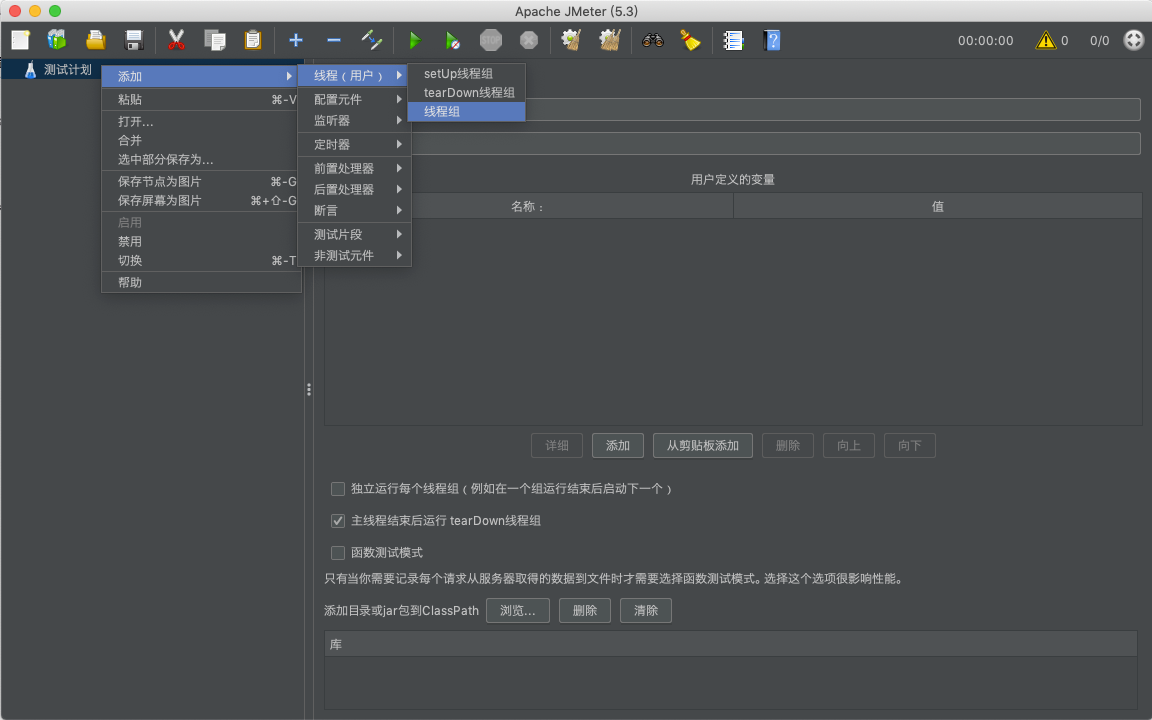 Apache JMeter (5.3)
STOP
00:00:00
0
0/0
?
测试计划
添加
粘贴 ⌘-V
打开...
合并
选中部分保存为...
保存节点为图片 ⌘-G
保存屏幕为图片 ⌘+⇧-G
启用
禁用
切换 ⌘-T
帮助
线程（用户）
配置元件
监听器
定时器
前置处理器
后置处理器
断言
测试片段
非测试元件
setUp线程组
tearDown线程组
线程组
用户定义的变量
名称： 值
详细 添加 从剪贴板添加 删除 向上 向下
独立运行每个线程组（例如在一个组运行结束后启动下一个）
主线程结束后运行 tearDown线程组
函数测试模式
只有当你需要记录每个请求从服务器取得的数据到文件时才需要选择函数测试模式。选择这个选项很影响性能。
添加目录或jar包到ClassPath 浏览... 删除 清除
库